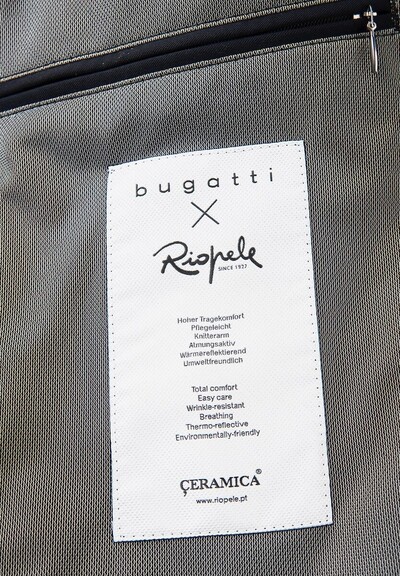 bugatti
X
Riopele
SINCE 1927
Hoher Tragekomfort
Pflegeleicht
Knitterarm
Atmungsaktiv
Wärmereflektierend
Umweltfreundlich
Total comfort
Easy care
Wrinkle-resistant
Breathing
Thermo-reflective
Environmentally-friendly
ÇERAMICA®
www.riopele.pt